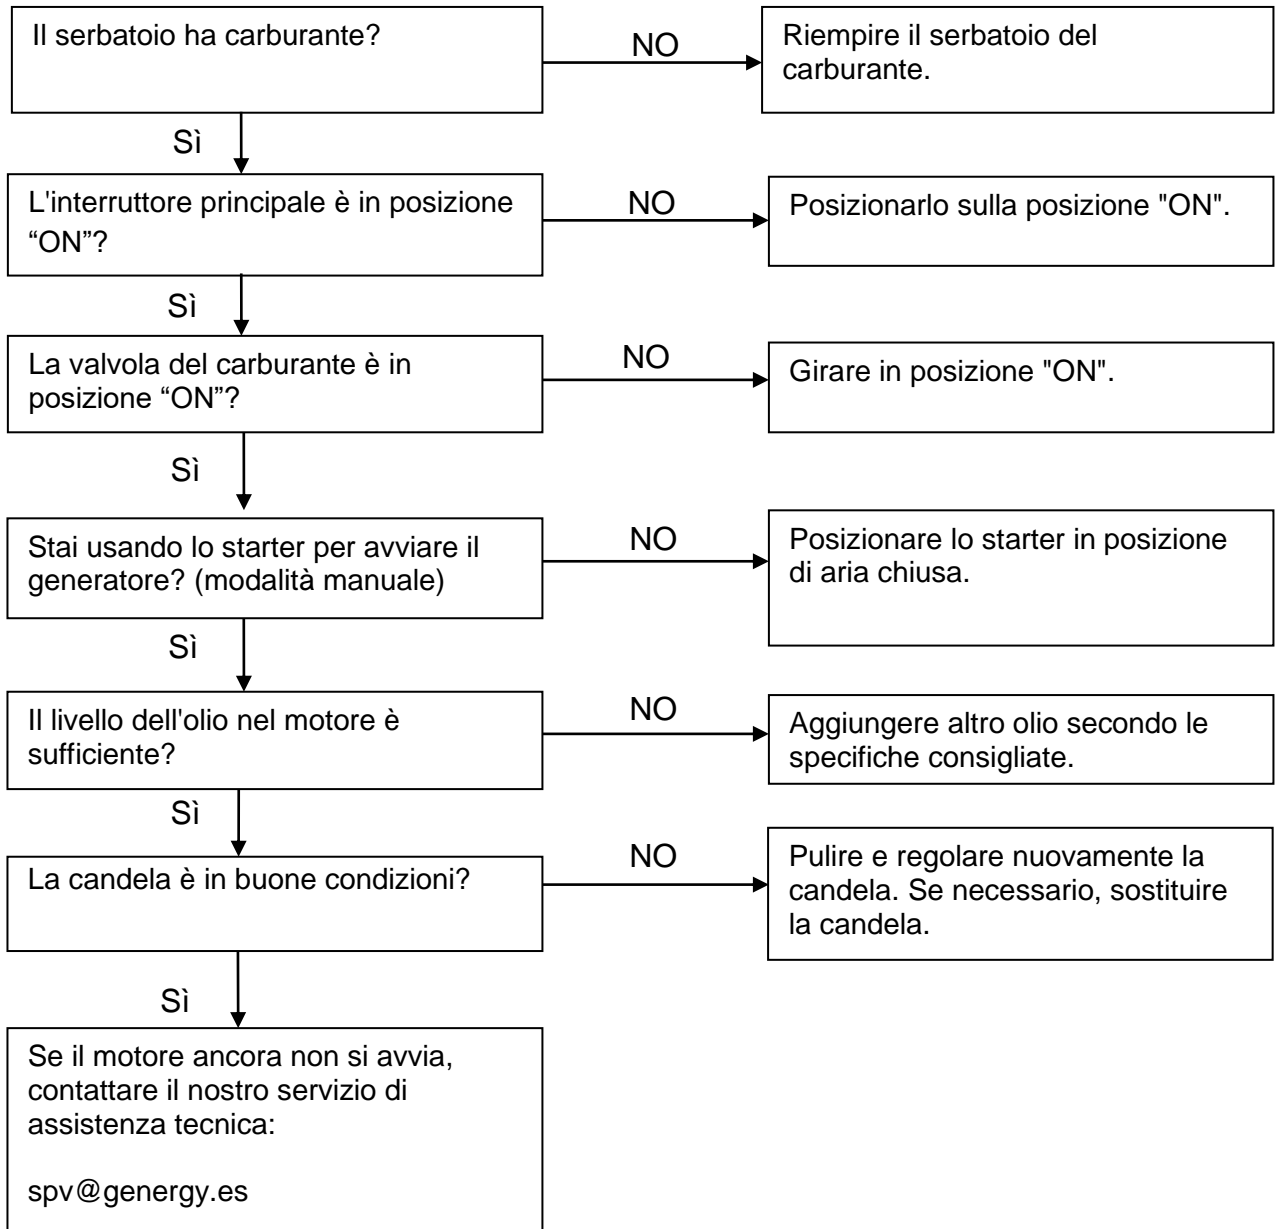 Il serbatoio ha carburante?
NO
Riempire il serbatoio del
carburante.
Sì
L'interruttore principale è in posizione
“ON”?
NO
Posizionarlo sulla posizione "ON".
Sì
La valvola del carburante è in
posizione “ON”?
NO
Girare in posizione "ON".
Sì
Stai usando lo starter per avviare il
generatore? (modalità manuale)
NO
Posizionare lo starter in posizione
di aria chiusa.
Sì
Il livello dell'olio nel motore è
sufficiente?
NO
Aggiungere altro olio secondo le
specifiche consigliate.
Sì
La candela è in buone condizioni?
NO
Pulire e regolare nuovamente la
candela. Se necessario, sostituire
la candela.
Sì
Se il motore ancora non si avvia,
contattare il nostro servizio di
assistenza tecnica:
spv@genergy.es